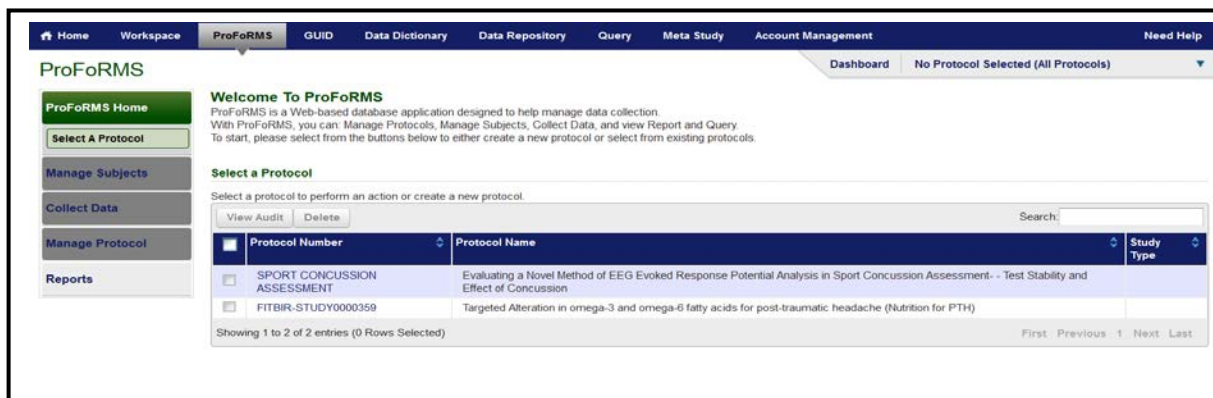 Home Workspace ProFoRMS GUID Data Dictionary Data Repository Query Meta Study Account Management Need Help
ProFoRMS
Dashboard No Protocol Selected (All Protocols)
ProFoRMS Home
Select A Protocol
Manage Subjects
Collect Data
Manage Protocol
Reports
Welcome To ProFoRMS
ProFoRMS is a Web-based database application designed to help manage data collection.
With ProFoRMS, you can: Manage Protocols, Manage Subjects, Collect Data, and view Report and Query.
To start, please select from the buttons below to either create a new protocol or select from existing protocols.
Select a Protocol
Select a protocol to perform an action or create a new protocol.
View Audit Delete Search:
Protocol Number Protocol Name Study
Type
SPORT CONCUSSION
ASSESSMENT
Evaluating a Novel Method of EEG Evoked Response Potential Analysis in Sport Concussion Assessment- - Test Stability and
Effect of Concussion
FITBIR-STUDY0000359 Targeted Alteration in omega-3 and omega-6 fatty acids for post-traumatic headache (Nutrition for PTH)
Showing 1 to 2 of 2 entries (0 Rows Selected) First Previous 1 Next Last